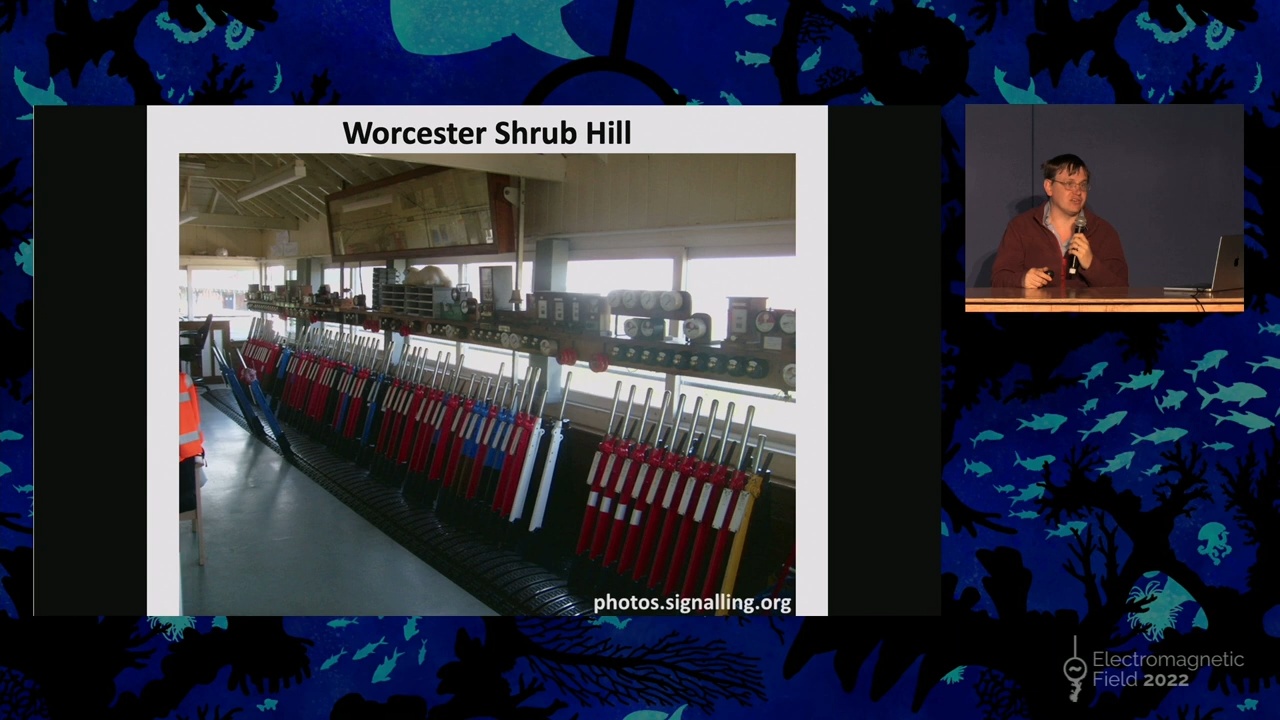 Worcester Shrub Hill
photos.signalling.org
Electromagnetic
Field 2022